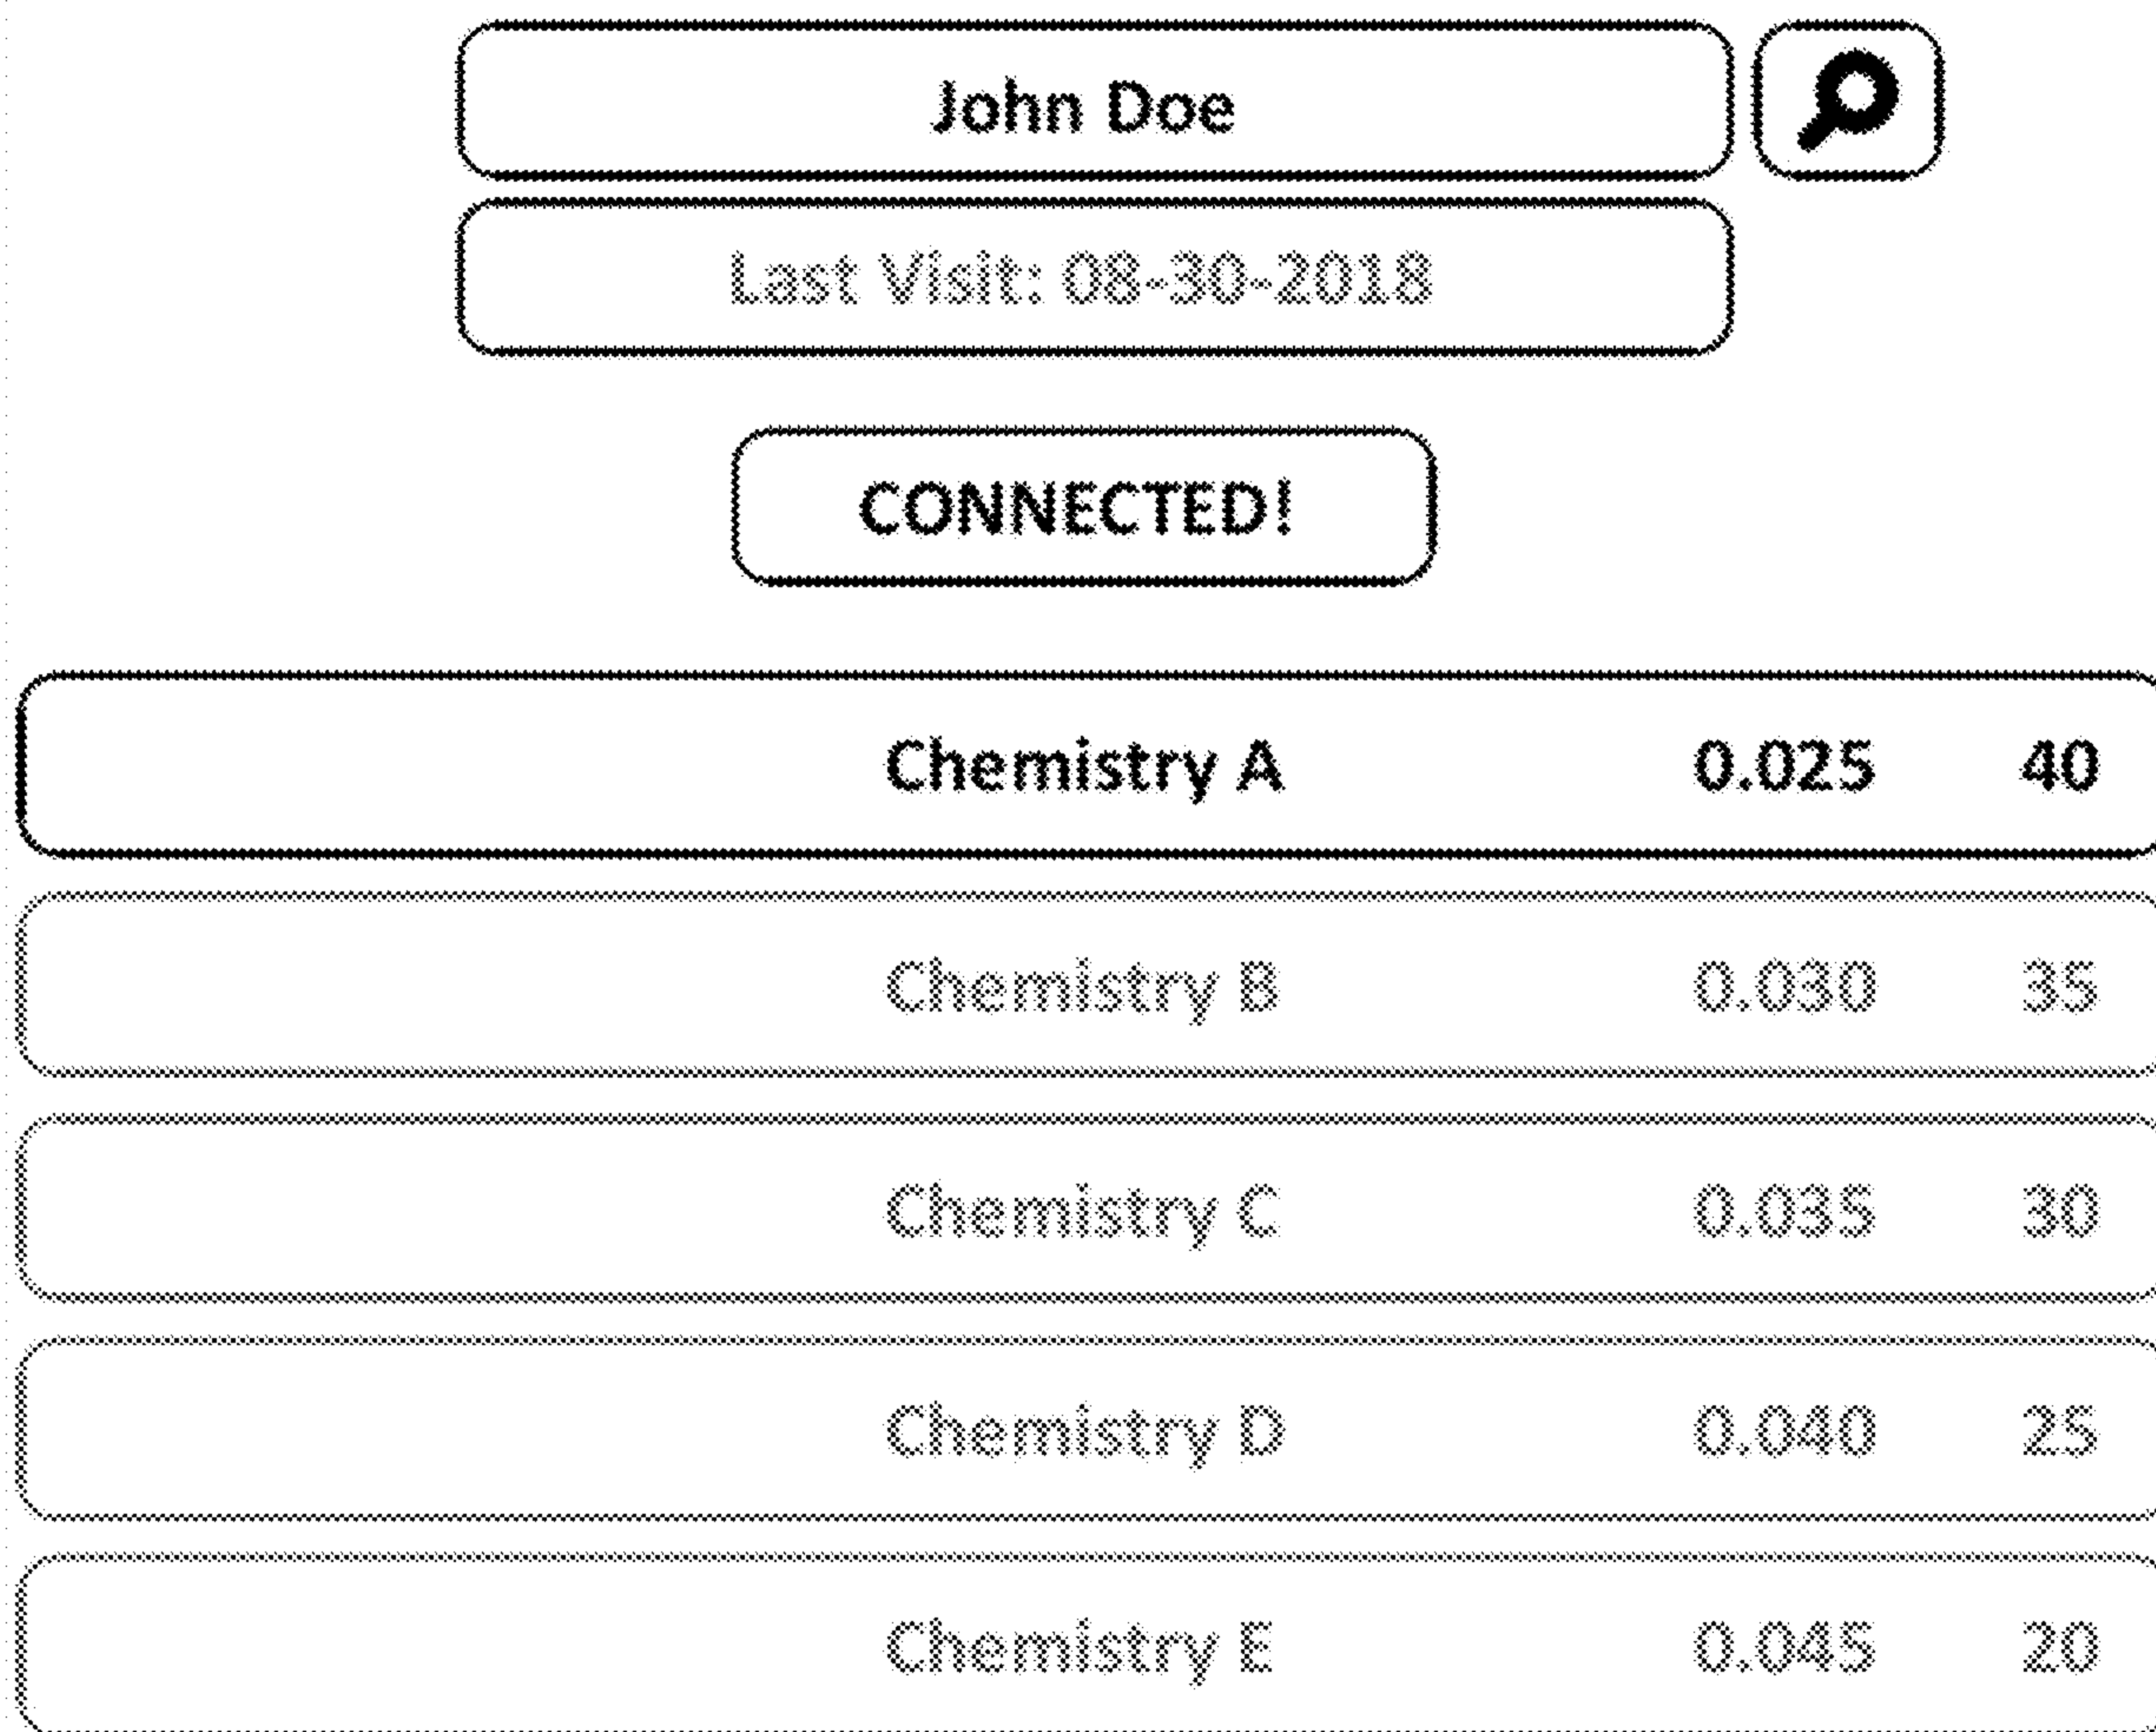 John Doe
Last Visit: 08-30-2018
CONNECTED!
Chemistry A 0.025 40
Chemistry B 0.030 35
Chemistry C 0.035 30
Chemistry D 0.040 25
Chemistry E 0.045 20